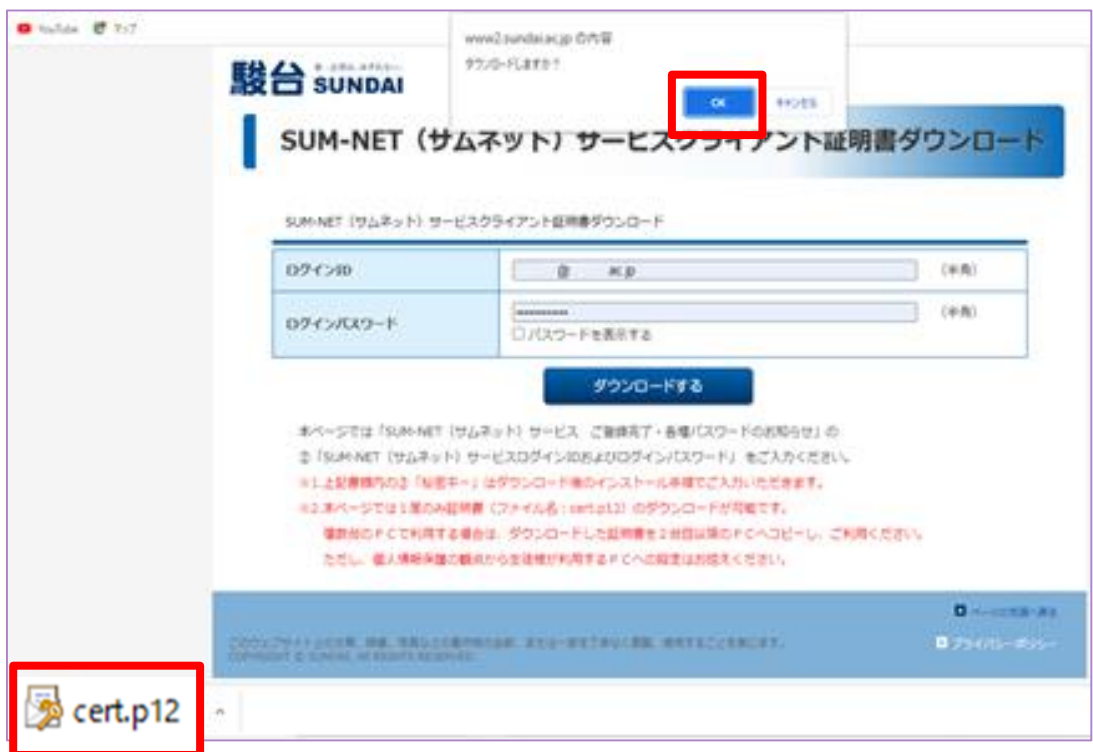 YouTube マップ
www2.sundai.ac.jp の内容
ダウンロードしますか?
OK キャンセル
駿台 SUNDAI
SUM-NET（サムネット）サービスクライアント証明書ダウンロード
SUM-NET（サムネット）サービスクライアント証明書ダウンロード
ログインID @ ac.jp （半角）
ログインパスワード （半角）
パスワードを表示する
ダウンロードする
本ページでは「SUM-NET（サムネット）サービス ご登録完了・各種パスワードのお知らせ」の
②「SUM-NET（サムネット）サービスログインIDおよびログインパスワード」をご入力ください。
※1.上記書類内の③「秘密キー」はダウンロード後のインストール手順でご入力いただきます。
※2.本ページでは1度のみ証明書（ファイル名：cert.p12）のダウンロードが可能です。
複数台のPCで利用する場合は、ダウンロードした証明書を2台目以降のPCへコピーし、ご利用ください。
ただし、個人情報保護の観点から生徒様が利用するPCへの設定はお控えください。
ページの先頭へ戻る
プライバシーポリシー
COPYRIGHT © SUNDAI. All RIGHTS RESERVED.
cert.p12